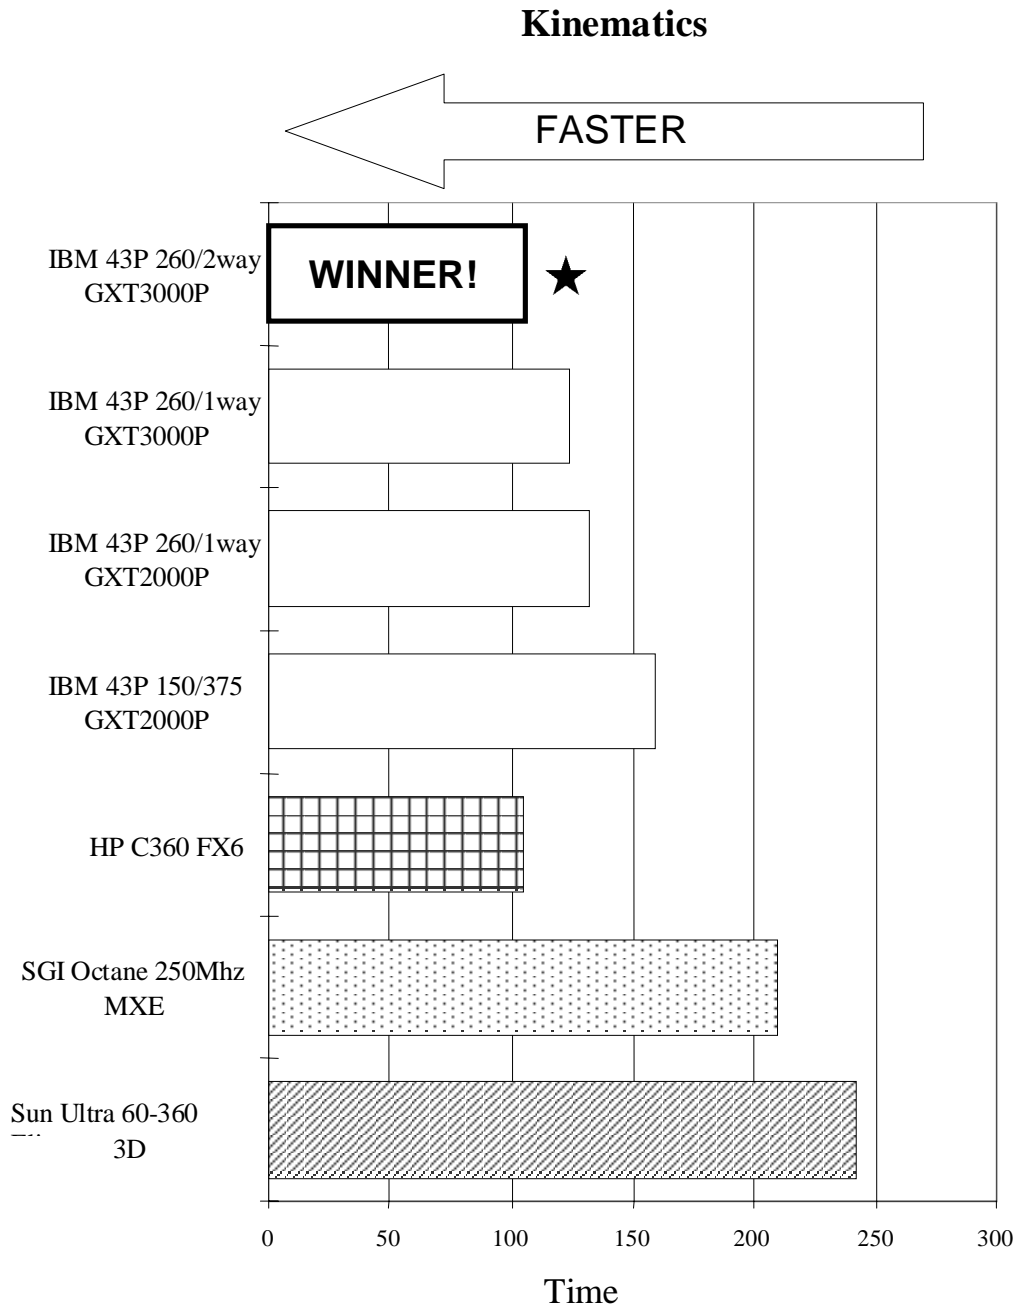 Kinematics
FASTER
IBM 43P 260/2way
GXT3000P
WINNER!
IBM 43P 260/1way
GXT3000P
IBM 43P 260/1way
GXT2000P
IBM 43P 150/375
GXT2000P
HP C360 FX6
SGI Octane 250Mhz
MXE
Sun Ultra 60-360
3D
0 50 100 150 200 250 300
Time